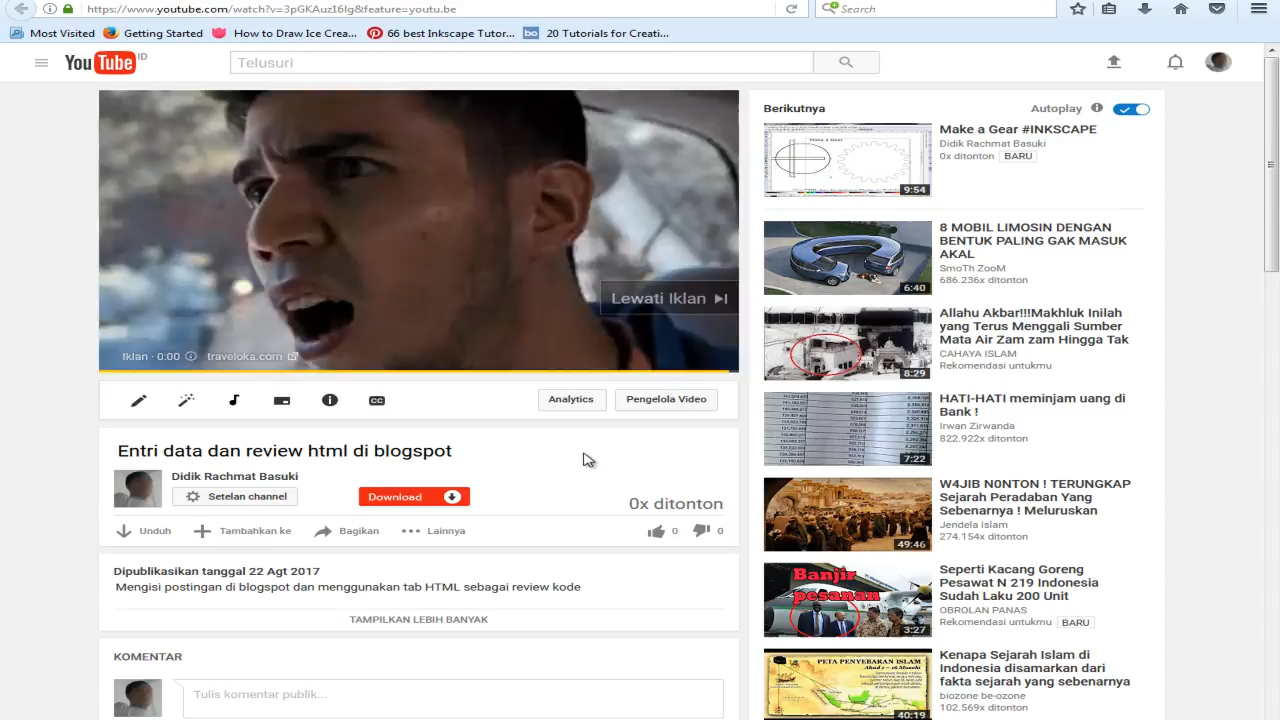 https://www.youtube.com/watch?v=3pGKAuz16Ig&feature=youtu.be
Search
Most Visited
Getting Started
How to Draw Ice Crea...
66 best Inkscape Tutor...
20 Tutorials for Creati...
YouTube ID
Telusuri
Lewati Iklan
Iklan · 0:00
traveloka.com
Analytics
Pengelola Video
Entri data dan review html di blogspot
Didik Rachmat Basuki
Setelan channel
Download
0x ditonton
Unduh
Tambahkan ke
Bagikan
Lainnya
0
0
Dipublikasikan tanggal 22 Agt 2017
Mengisi postingan di blogspot dan menggunakan tab HTML sebagai review kode
TAMPILKAN LEBIH BANYAK
KOMENTAR
Tulis komentar publik...
Berikutnya
Autoplay
Make a Gear
9:54
Make a Gear #INKSCAPE
Didik Rachmat Basuki
0x ditonton BARU
6:40
8 MOBIL LIMOSIN DENGAN
BENTUK PALING GAK MASUK
AKAL
SmoTh ZooM
686.236x ditonton
8:29
Allahu Akbar!!!Makhluk Inilah
yang Terus Menggali Sumber
Mata Air Zam zam Hingga Tak
CAHAYA ISLAM
Rekomendasi untukmu
7:22
HATI-HATI meminjam uang di
Bank !
Irwan Zirwanda
822.922x ditonton
49:46
W4JIB N0NTON ! TERUNGKAP
Sejarah Peradaban Yang
Sebenarnya ! Meluruskan
Jendela Islam
274.154x ditonton
Banjir
pesanan
3:27
Seperti Kacang Goreng
Pesawat N 219 Indonesia
Sudah Laku 200 Unit
OBROLAN PANAS
Rekomendasi untukmu BARU
PETA PENYEBARAN ISLAM
40:19
Kenapa Sejarah Islam di
Indonesia disamarkan dari
fakta sejarah yang sebenarnya
biozone be-ozone
102.569x ditonton